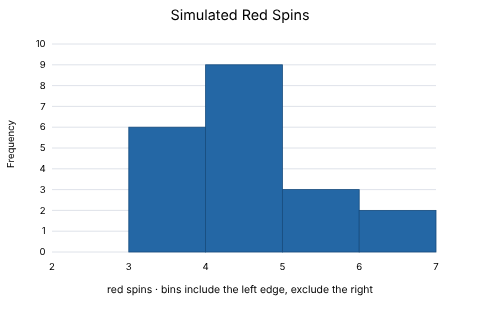 Simulated Red Spins
Frequency
10
9
8
7
6
5
4
3
2
1
0
2 3 4 5 6 7
red spins · bins include the left edge, exclude the right